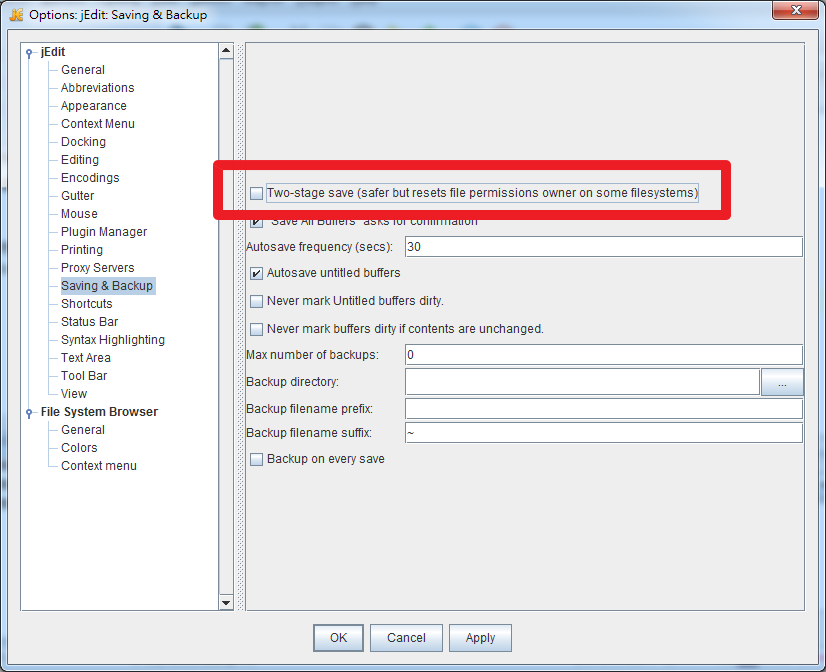 Options: jEdit: Saving & Backup
jEdit
General
Abbreviations
Appearance
Context Menu
Docking
Editing
Encodings
Gutter
Mouse
Plugin Manager
Printing
Proxy Servers
Saving & Backup
Shortcuts
Status Bar
Syntax Highlighting
Text Area
Tool Bar
View
File System Browser
General
Colors
Context menu
Two-stage save (safer but resets file permissions owner on some filesystems)
"Save All Buffers" asks for confirmation
Autosave frequency (secs): 30
Autosave untitled buffers
Never mark Untitled buffers dirty.
Never mark buffers dirty if contents are unchanged.
Max number of backups: 0
Backup directory: ...
Backup filename prefix:
Backup filename suffix: ~
Backup on every save
OK Cancel Apply